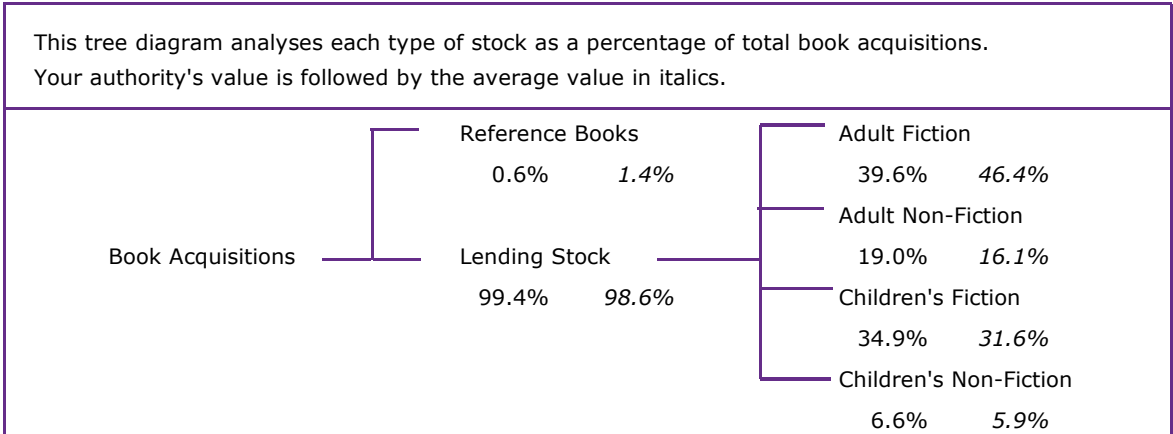 This tree diagram analyses each type of stock as a percentage of total book acquisitions.
Your authority's value is followed by the average value in italics.
Reference Books
0.6% 1.4%
Book Acquisitions
Lending Stock
99.4% 98.6%
Adult Fiction
39.6% 46.4%
Adult Non-Fiction
19.0% 16.1%
Children's Fiction
34.9% 31.6%
Children's Non-Fiction
6.6% 5.9%